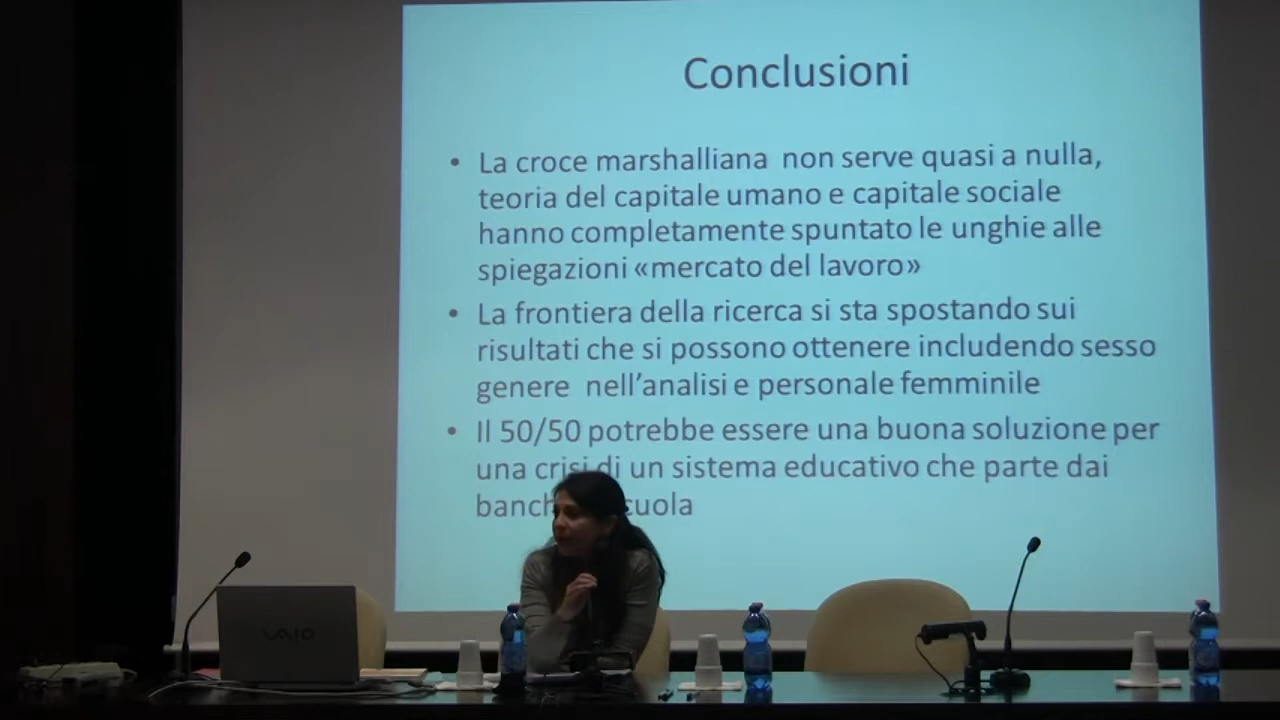 Conclusioni
• La croce marshalliana non serve quasi a nulla,
teoria del capitale umano e capitale sociale
hanno completamente spuntato le unghie alle
spiegazioni «mercato del lavoro»
• La frontiera della ricerca si sta spostando sui
risultati che si possono ottenere includendo sesso
genere nell'analisi e personale femminile
• Il 50/50 potrebbe essere una buona soluzione per
una crisi di un sistema educativo che parte dai
VAIO